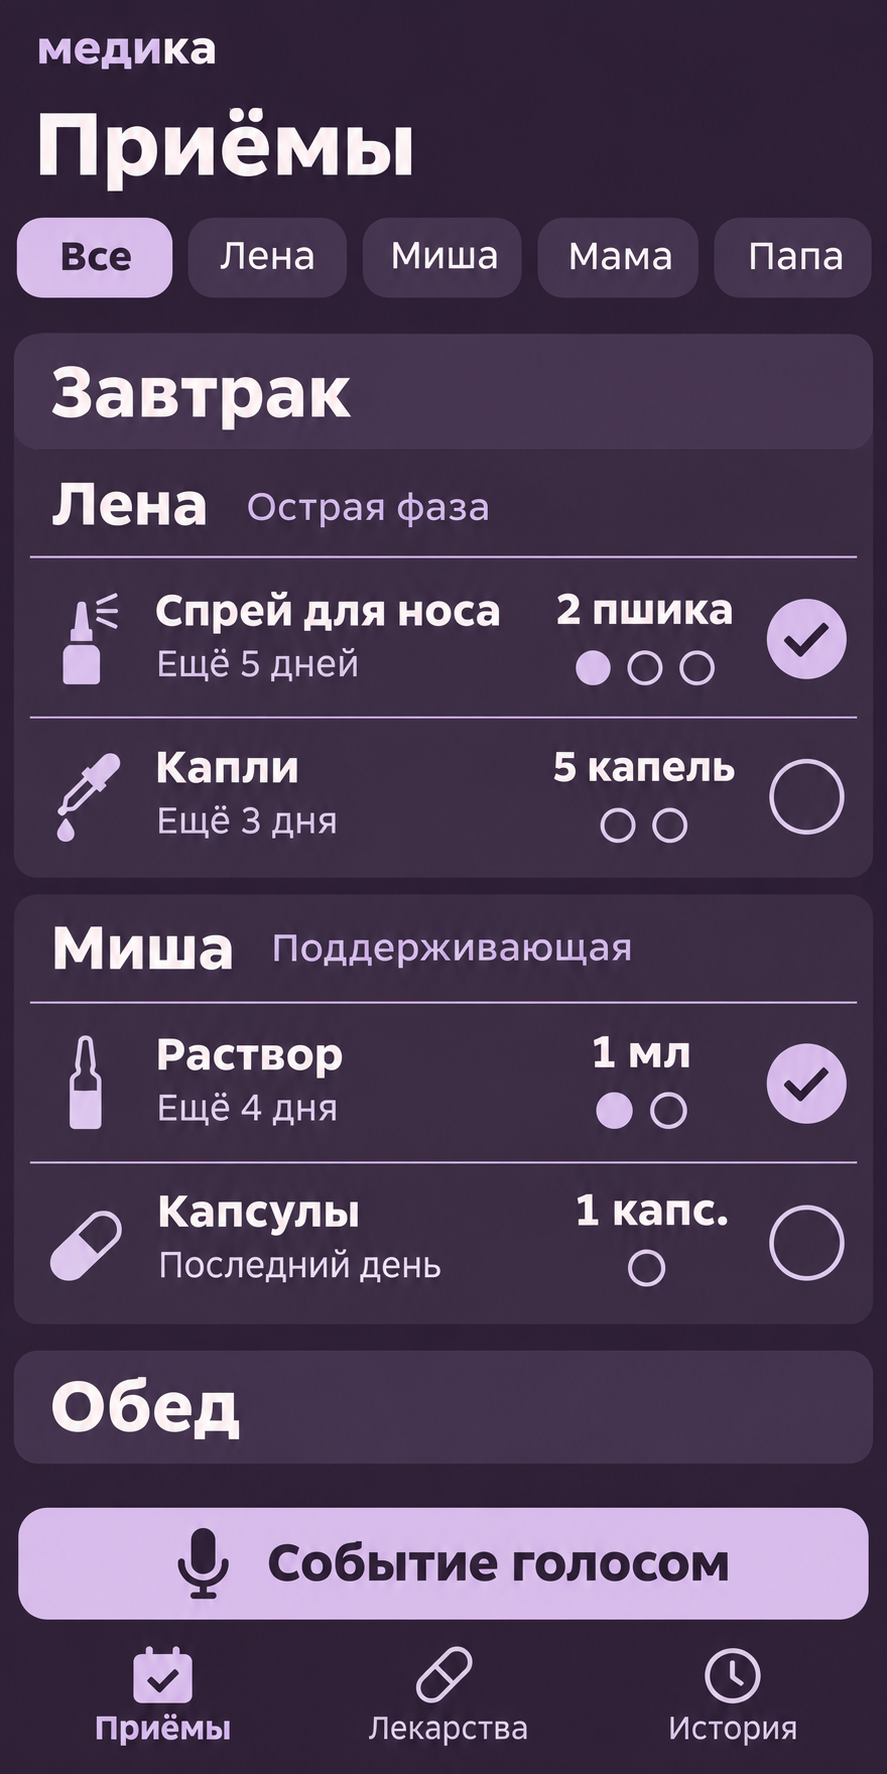 медика
Приёмы
Все Лена Миша Мама Папа
Завтрак
Лена Острая фаза
Спрей для носа 2 пшика
Ещё 5 дней
Капли 5 капель
Ещё 3 дня
Миша Поддерживающая
Раствор 1 мл
Ещё 4 дня
Капсулы 1 капс.
Последний день
Обед
Событие голосом
Приёмы Лекарства История